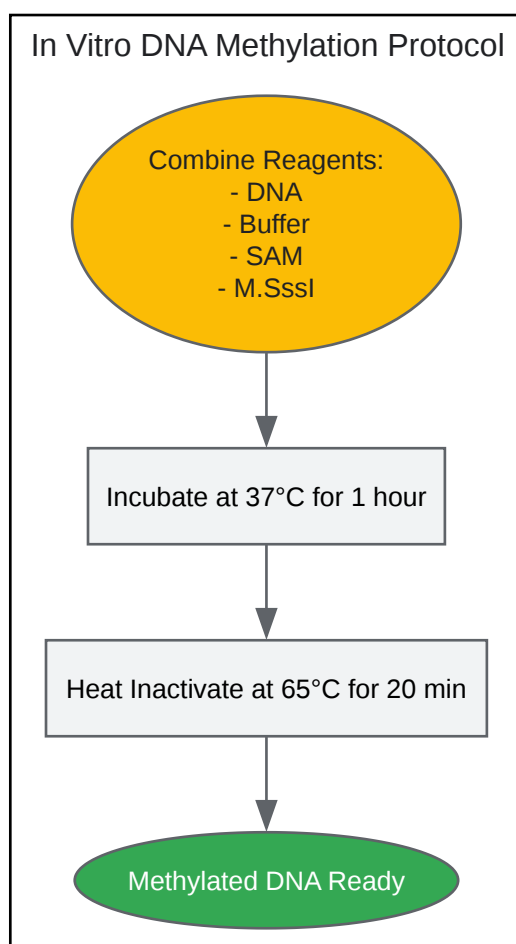 In Vitro DNA Methylation Protocol
Combine Reagents:
- DNA
- Buffer
- SAM
- M.SssI
Incubate at 37°C for 1 hour
Heat Inactivate at 65°C for 20 min
Methylated DNA Ready